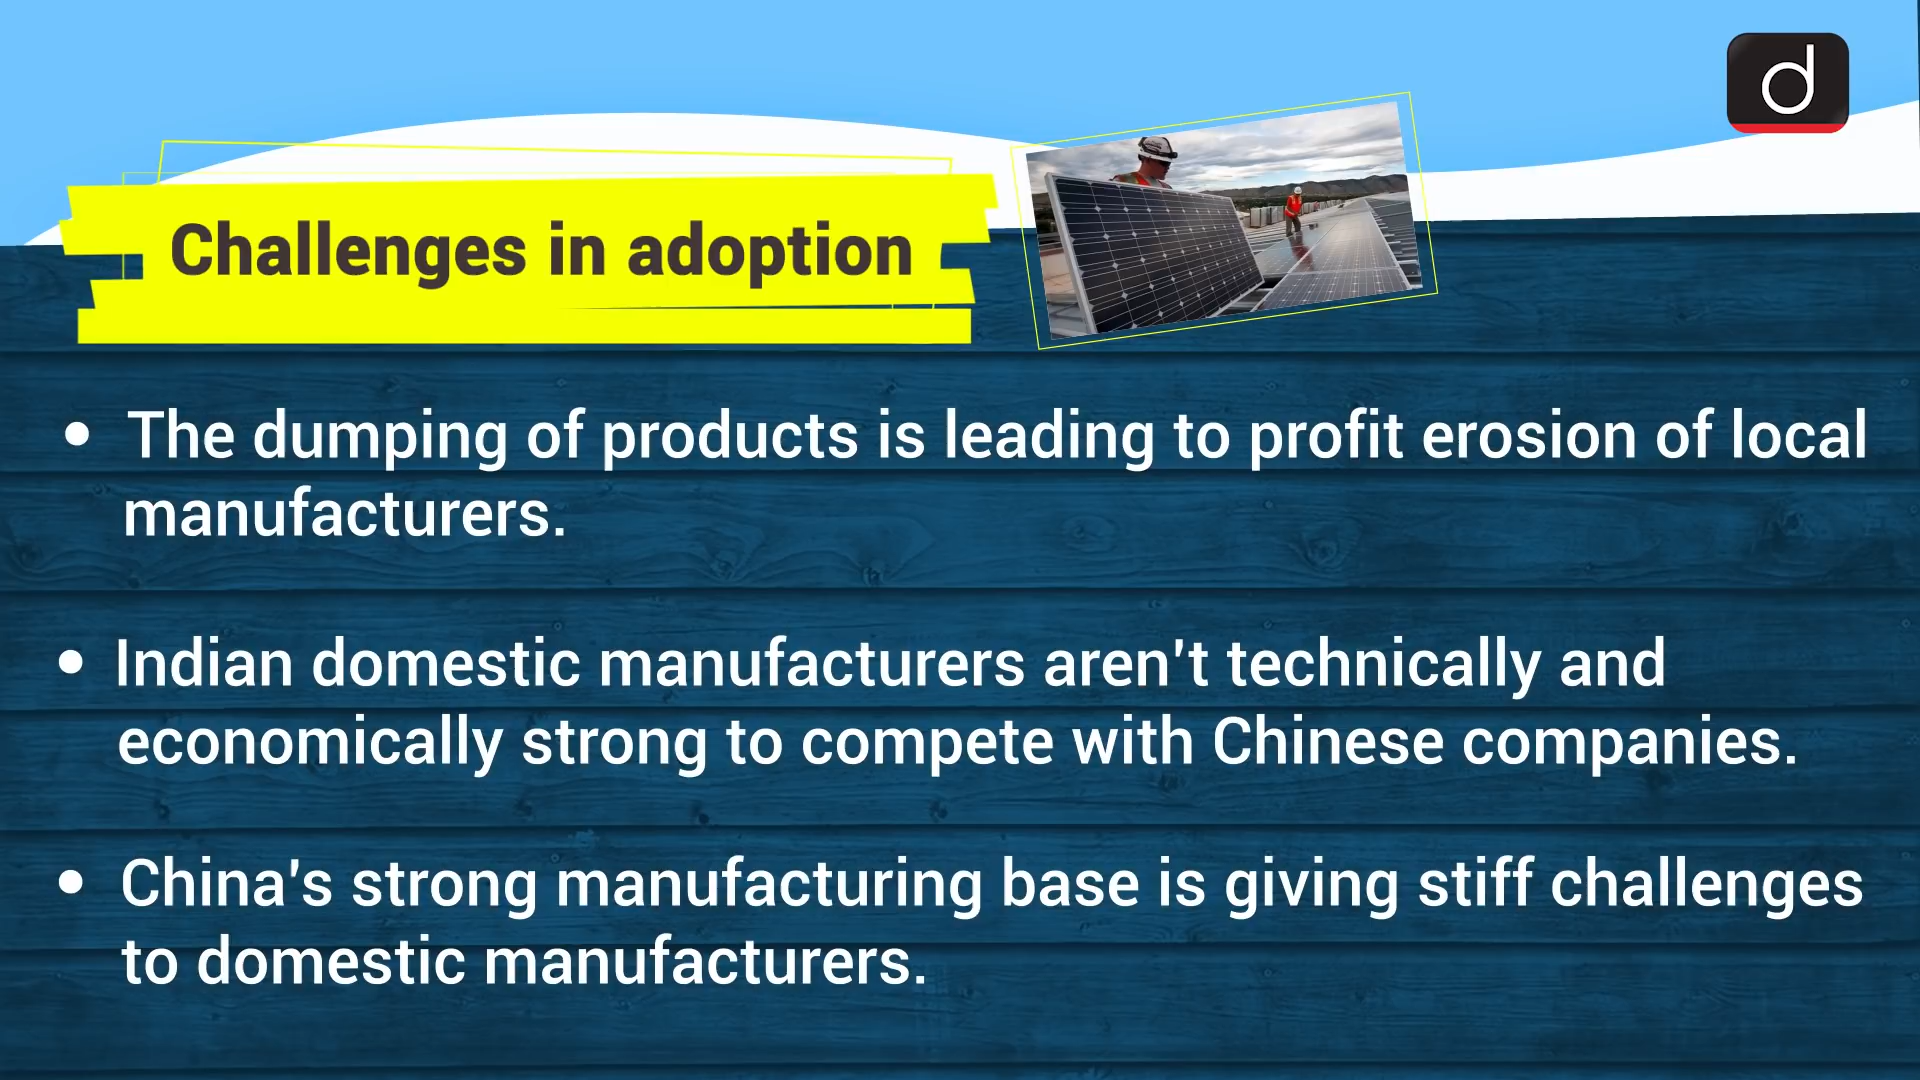 d
Challenges in adoption
• The dumping of products is leading to profit erosion of local
manufacturers.
• Indian domestic manufacturers aren't technically and
economically strong to compete with Chinese companies.
• China's strong manufacturing base is giving stiff challenges
to domestic manufacturers.